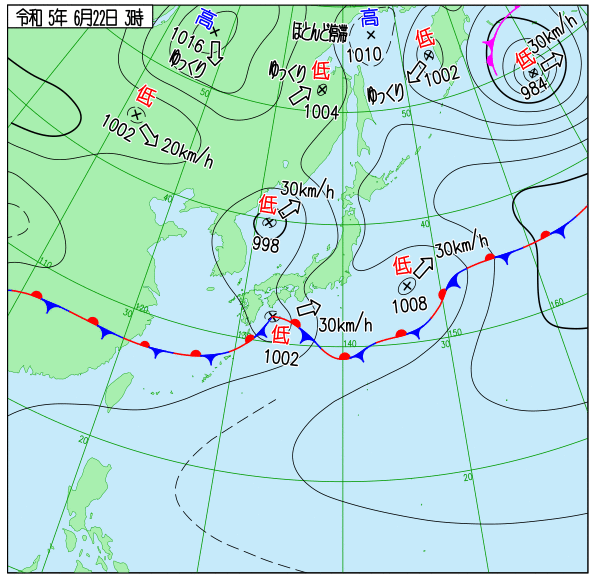 令和 5年 6月22日 3時
高
1016
ゆっくり
ほとんど停滞
高
1010
低
1002
ゆっくり
低
984
30km/h
低
1004
ゆっくり
50
50
低
1002
20km/h
40
40
低
998
30km/h
低
1008
30km/h
低
1002
30km/h
110
120
30
130
140
30
150
160
20
20